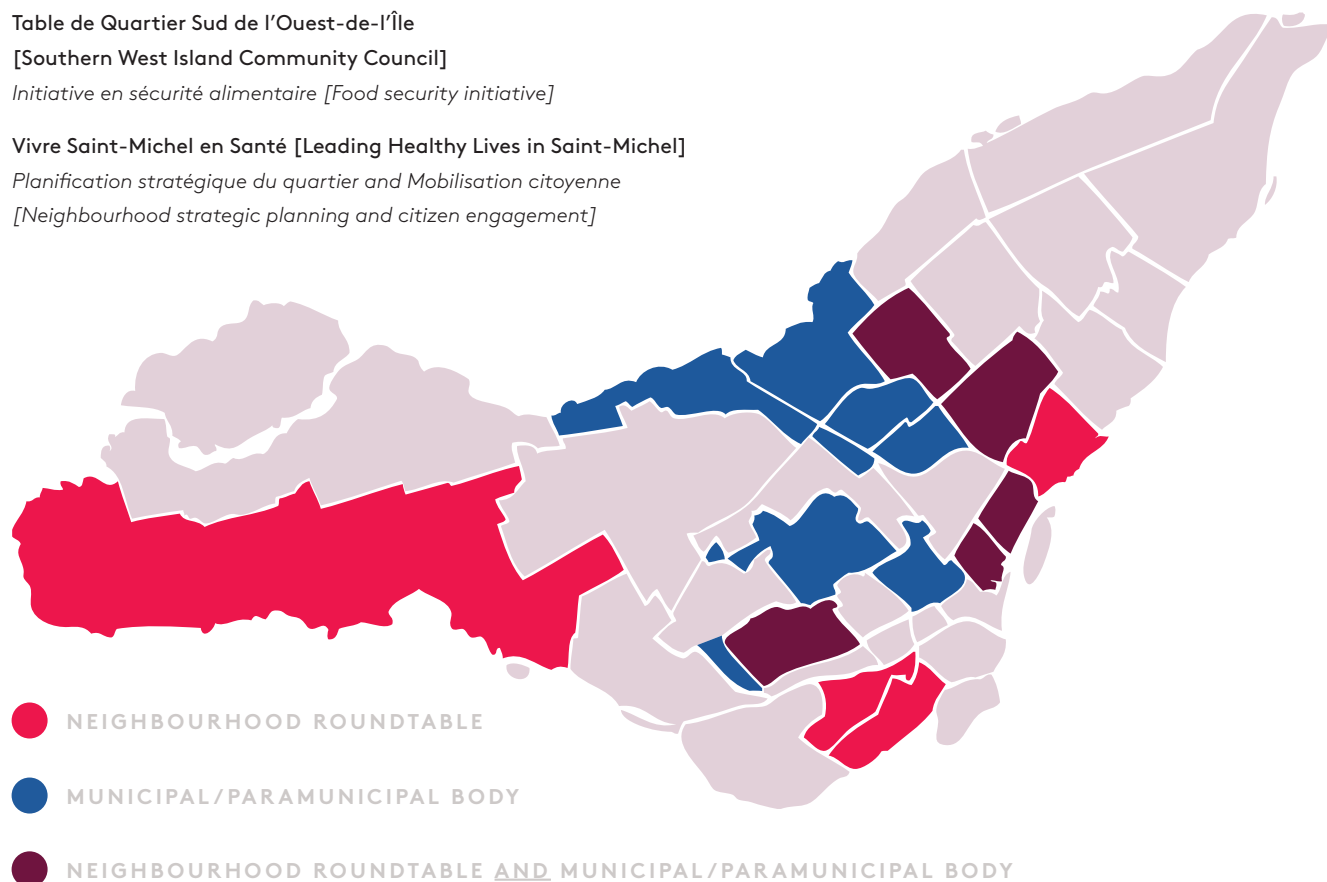 Table de Quartier Sud de l’Ouest-de-l’Île
[Southern West Island Community Council]
Initiative en sécurité alimentaire [Food security initiative]
Vivre Saint-Michel en Santé [Leading Healthy Lives in Saint-Michel]
Planification stratégique du quartier and Mobilisation citoyenne
[Neighbourhood strategic planning and citizen engagement]
NEIGHBOURHOOD ROUNDTABLE
MUNICIPAL/PARAMUNICIPAL BODY
NEIGHBOURHOOD ROUNDTABLE AND MUNICIPAL/PARAMUNICIPAL BODY